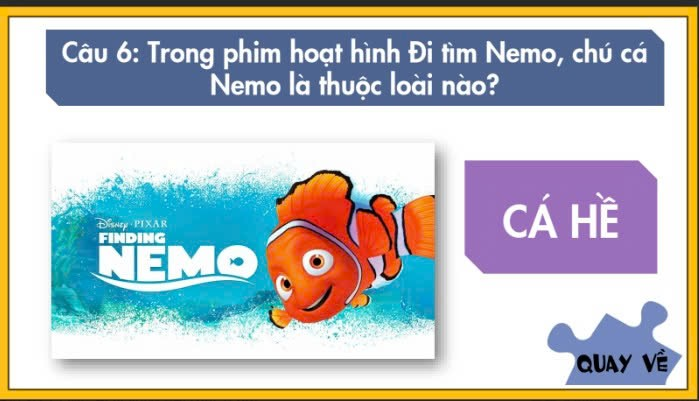 Câu 6: Trong phim hoạt hình Đi tìm Nemo, chú cá
Nemo là thuộc loài nào?
Disney · PIXAR
FINDING
NEMO
CÁ HỀ
QUAY VỀ